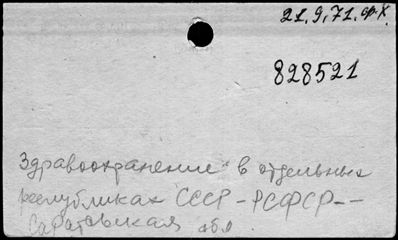 21.9.71. ф-Х
828521
Здравоохранение в отдельных
республиках СССР - РСФСР --
Саратовская обл